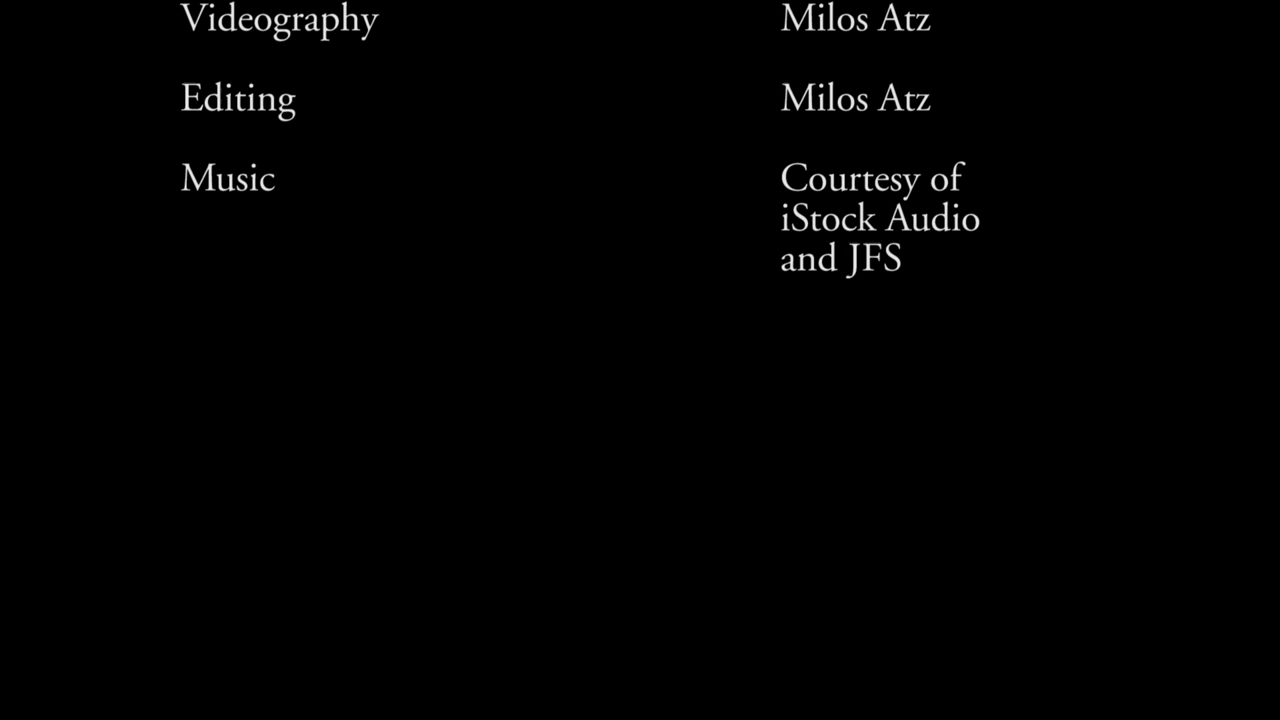 Videography Milos Atz
Editing Milos Atz
Music Courtesy of
iStock Audio
and JFS